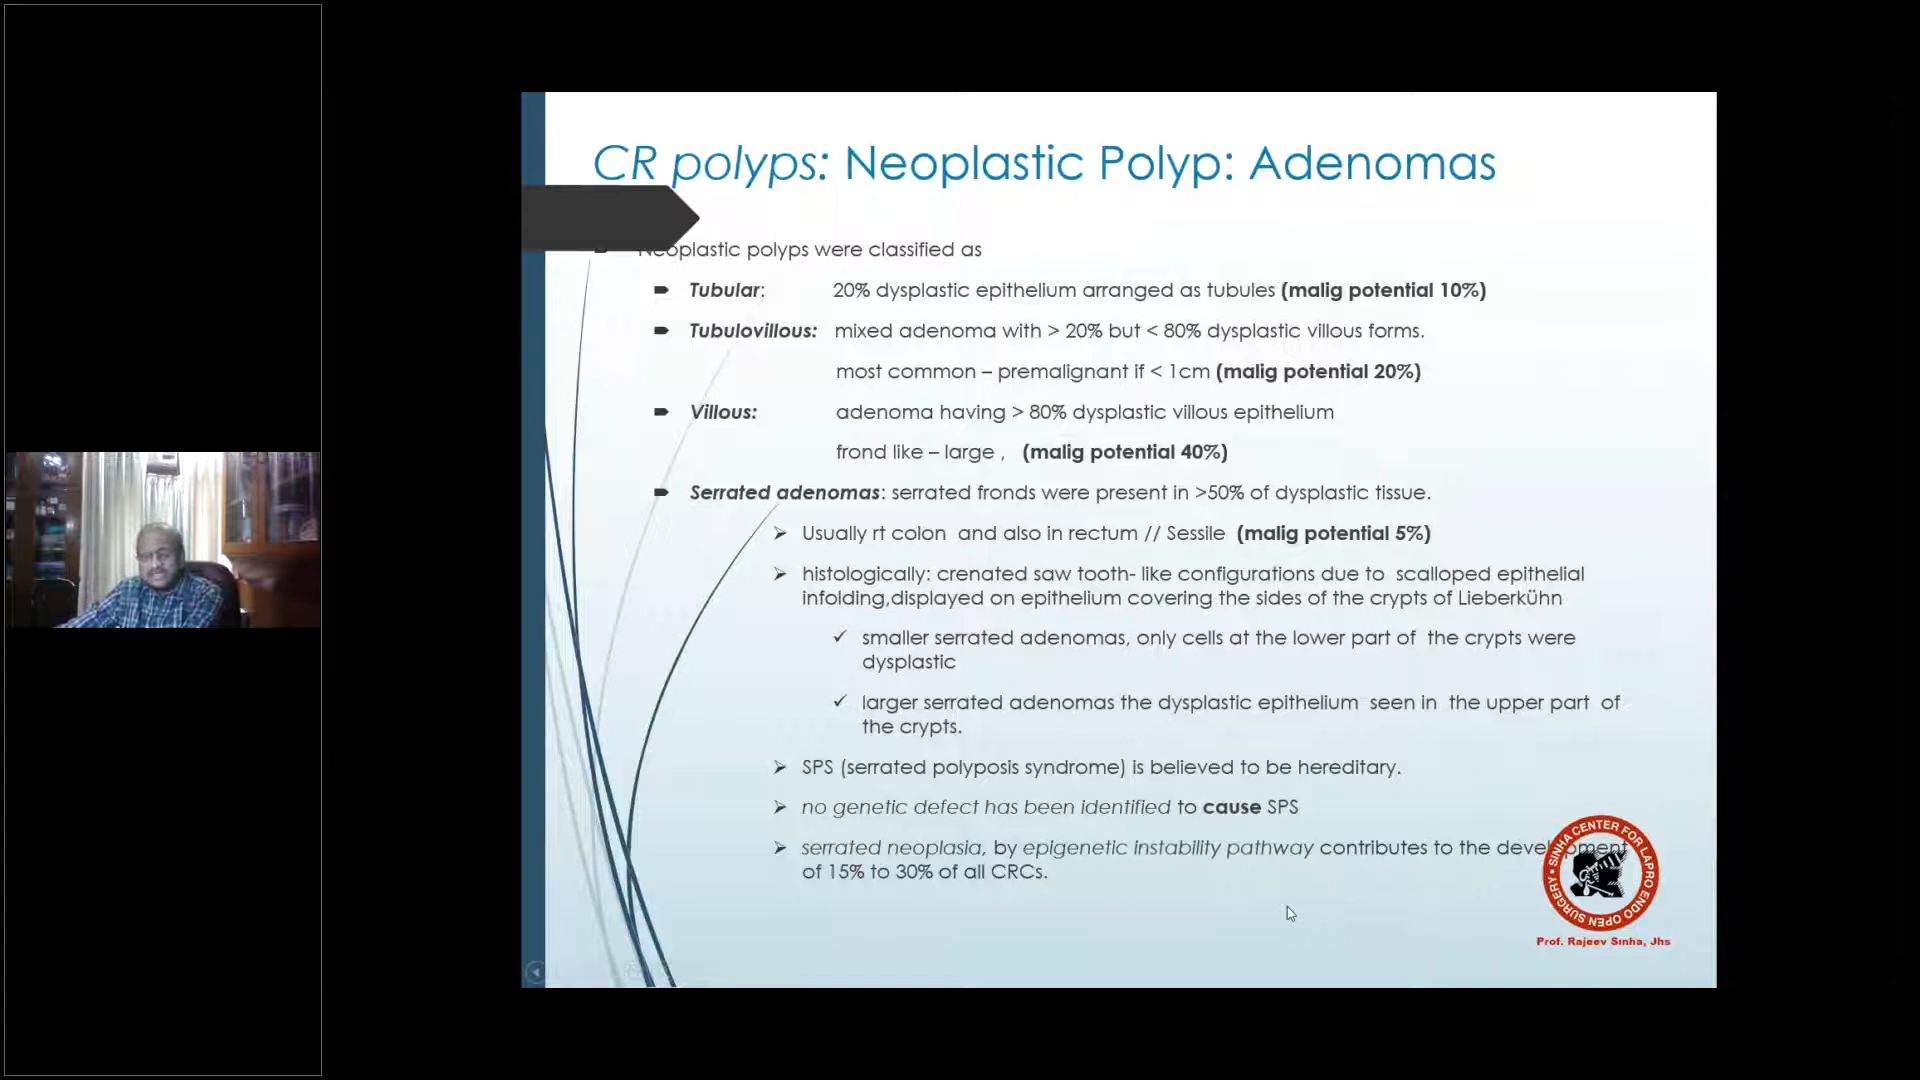 CR polyps: Neoplastic Polyp: Adenomas
Neoplastic polyps were classified as
Tubular: 20% dysplastic epithelium arranged as tubules (malig potential 10%)
Tubulovillous: mixed adenoma with > 20% but < 80% dysplastic villous forms.
most common – premalignant if < 1cm (malig potential 20%)
Villous: adenoma having > 80% dysplastic villous epithelium
frond like – large , (malig potential 40%)
Serrated adenomas: serrated fronds were present in >50% of dysplastic tissue.
Usually rt colon and also in rectum // Sessile (malig potential 5%)
histologically: crenated saw tooth- like configurations due to scalloped epithelial
infolding,displayed on epithelium covering the sides of the crypts of Lieberkühn
smaller serrated adenomas, only cells at the lower part of the crypts were
dysplastic
larger serrated adenomas the dysplastic epithelium seen in the upper part of
the crypts.
SPS (serrated polyposis syndrome) is believed to be hereditary.
no genetic defect has been identified to cause SPS
serrated neoplasia, by epigenetic instability pathway contributes to the development
of 15% to 30% of all CRCs.
SINHA CENTER FOR LAPRO ENDO OPEN SURGERY
Prof. Rajeev Sinha, Jhs